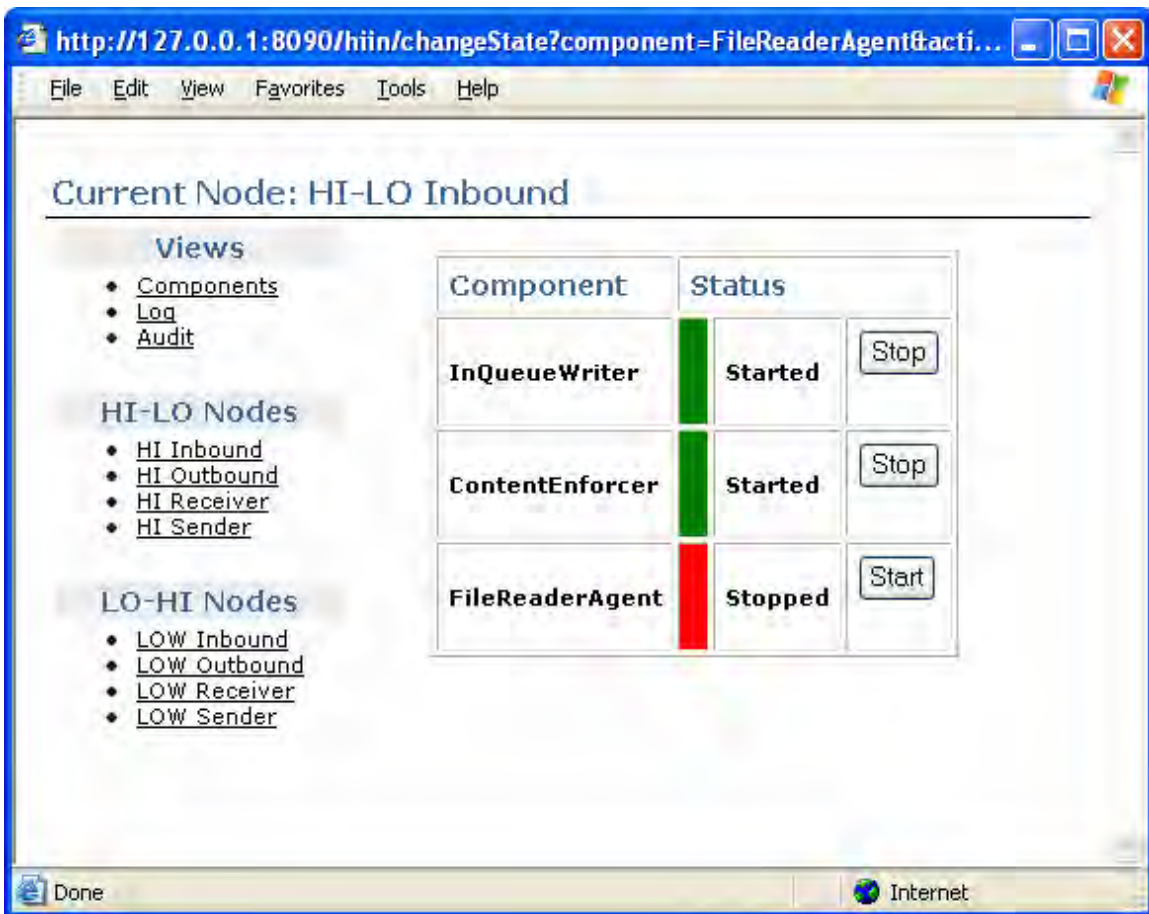 http://127.0.0.1:8090/hiin/changeState?component=FileReaderAgent&acti...
File Edit View Favorites Tools Help
Current Node: HI-LO Inbound
Views
Components
Log
Audit
HI-LO Nodes
HI Inbound
HI Outbound
HI Receiver
HI Sender
LO-HI Nodes
LOW Inbound
LOW Outbound
LOW Receiver
LOW Sender
Component Status
InQueueWriter Started Stop
ContentEnforcer Started Stop
FileReaderAgent Stopped Start
Done Internet